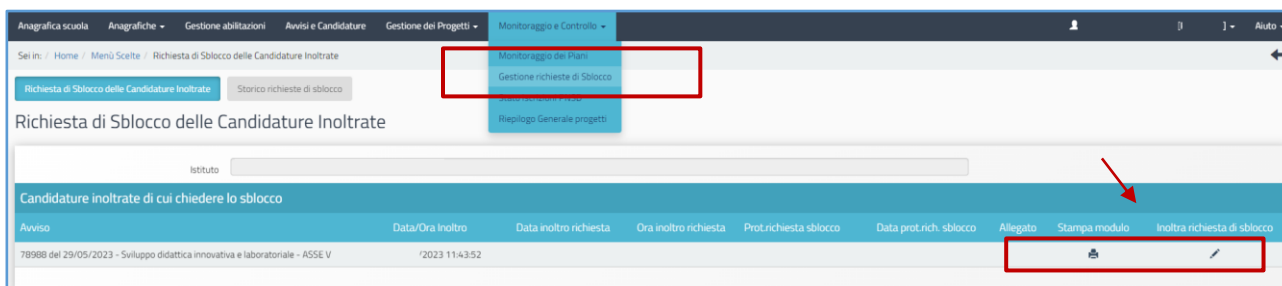 Anagrafica scuola Anagrafiche Gestione abilitazioni Avvisi e Candidature Gestione dei Progetti Monitoraggio e Controllo [I ] Aiuto
Sei in: / Home / Menù Scelte / Richiesta di Sblocco delle Candidature Inoltrate
Monitoraggio dei Piani
Gestione richieste di Sblocco
Stato Iscrizioni PNSD
Riepilogo Generale progetti
Richiesta di Sblocco delle Candidature Inoltrate Storico richieste di sblocco
Richiesta di Sblocco delle Candidature Inoltrate
Istituto
Candidature inoltrate di cui chiedere lo sblocco
Avviso Data/Ora Inoltro Data inoltro richiesta Ora inoltro richiesta Prot.richiesta sblocco Data prot.rich. sblocco Allegato Stampa modulo Inoltra richiesta di sblocco
78988 del 29/05/2023 - Sviluppo didattica innovativa e laboratoriale - ASSE V /2023 11:43:52